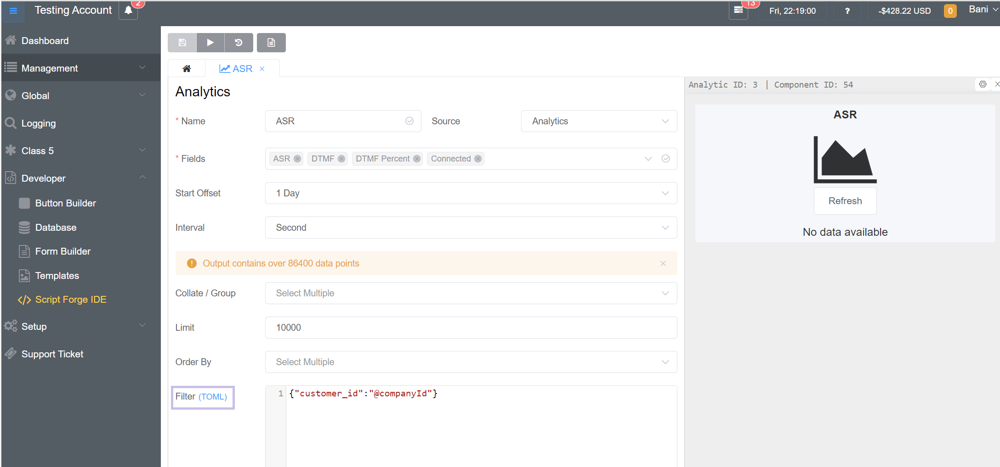 Testing Account 2 13 Fri, 22:19:00 ? -$428.22 USD 0 Bani
Dashboard
Management
Global
Logging
Class 5
Developer
Button Builder
Database
Form Builder
Templates
</> Script Forge IDE
Setup
Support Ticket
ASR
Analytics
* Name ASR Source Analytics
* Fields ASR DTMF DTMF Percent Connected
Start Offset 1 Day
Interval Second
Output contains over 86400 data points
Collate / Group Select Multiple
Limit 10000
Order By Select Multiple
Filter (TOML) 1 {"customer_id":"@companyId"}
Analytic ID: 3 | Component ID: 54
ASR
Refresh
No data available